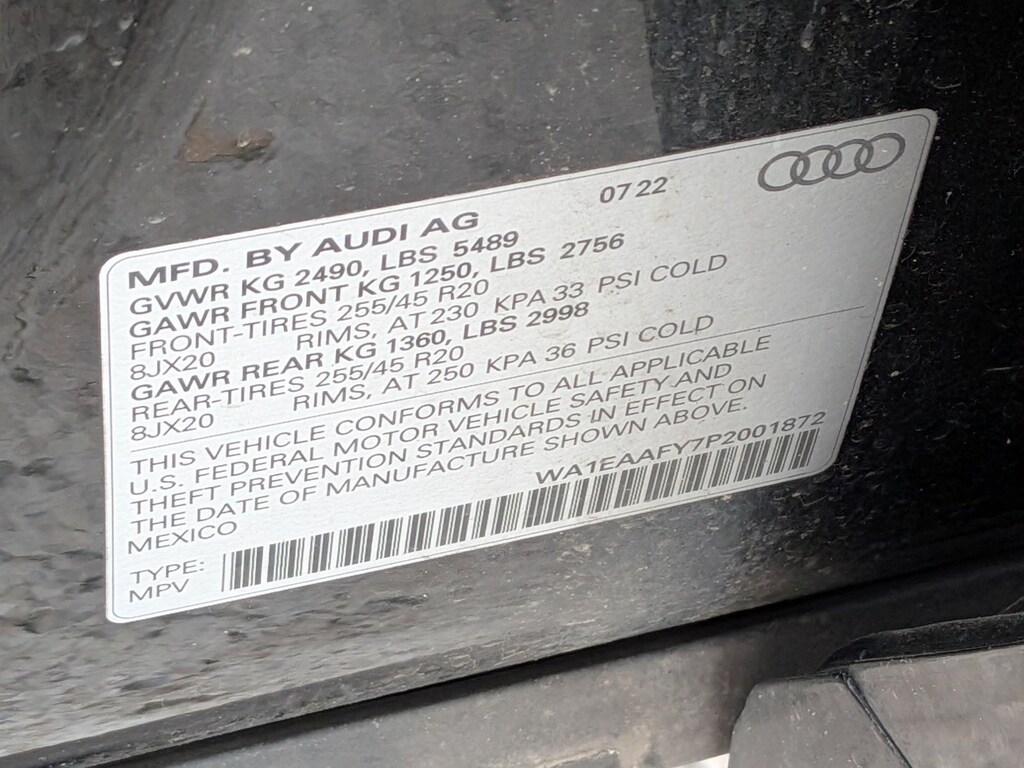 MFD. BY AUDI AG 07 22
GVWR KG 2490, LBS 5489
GAWR FRONT KG 1250, LBS 2756
FRONT-TIRES 255/45 R20
8JX20 RIMS, AT 230 KPA 33 PSI COLD
GAWR REAR KG 1360, LBS 2998
REAR-TIRES 255/45 R20
8JX20 RIMS, AT 250 KPA 36 PSI COLD
THIS VEHICLE CONFORMS TO ALL APPLICABLE
U.S. FEDERAL MOTOR VEHICLE SAFETY AND
THEFT PREVENTION STANDARDS IN EFFECT ON
THE DATE OF MANUFACTURE SHOWN ABOVE.
MEXICO WA1EAAFY7P2001872
TYPE:
MPV